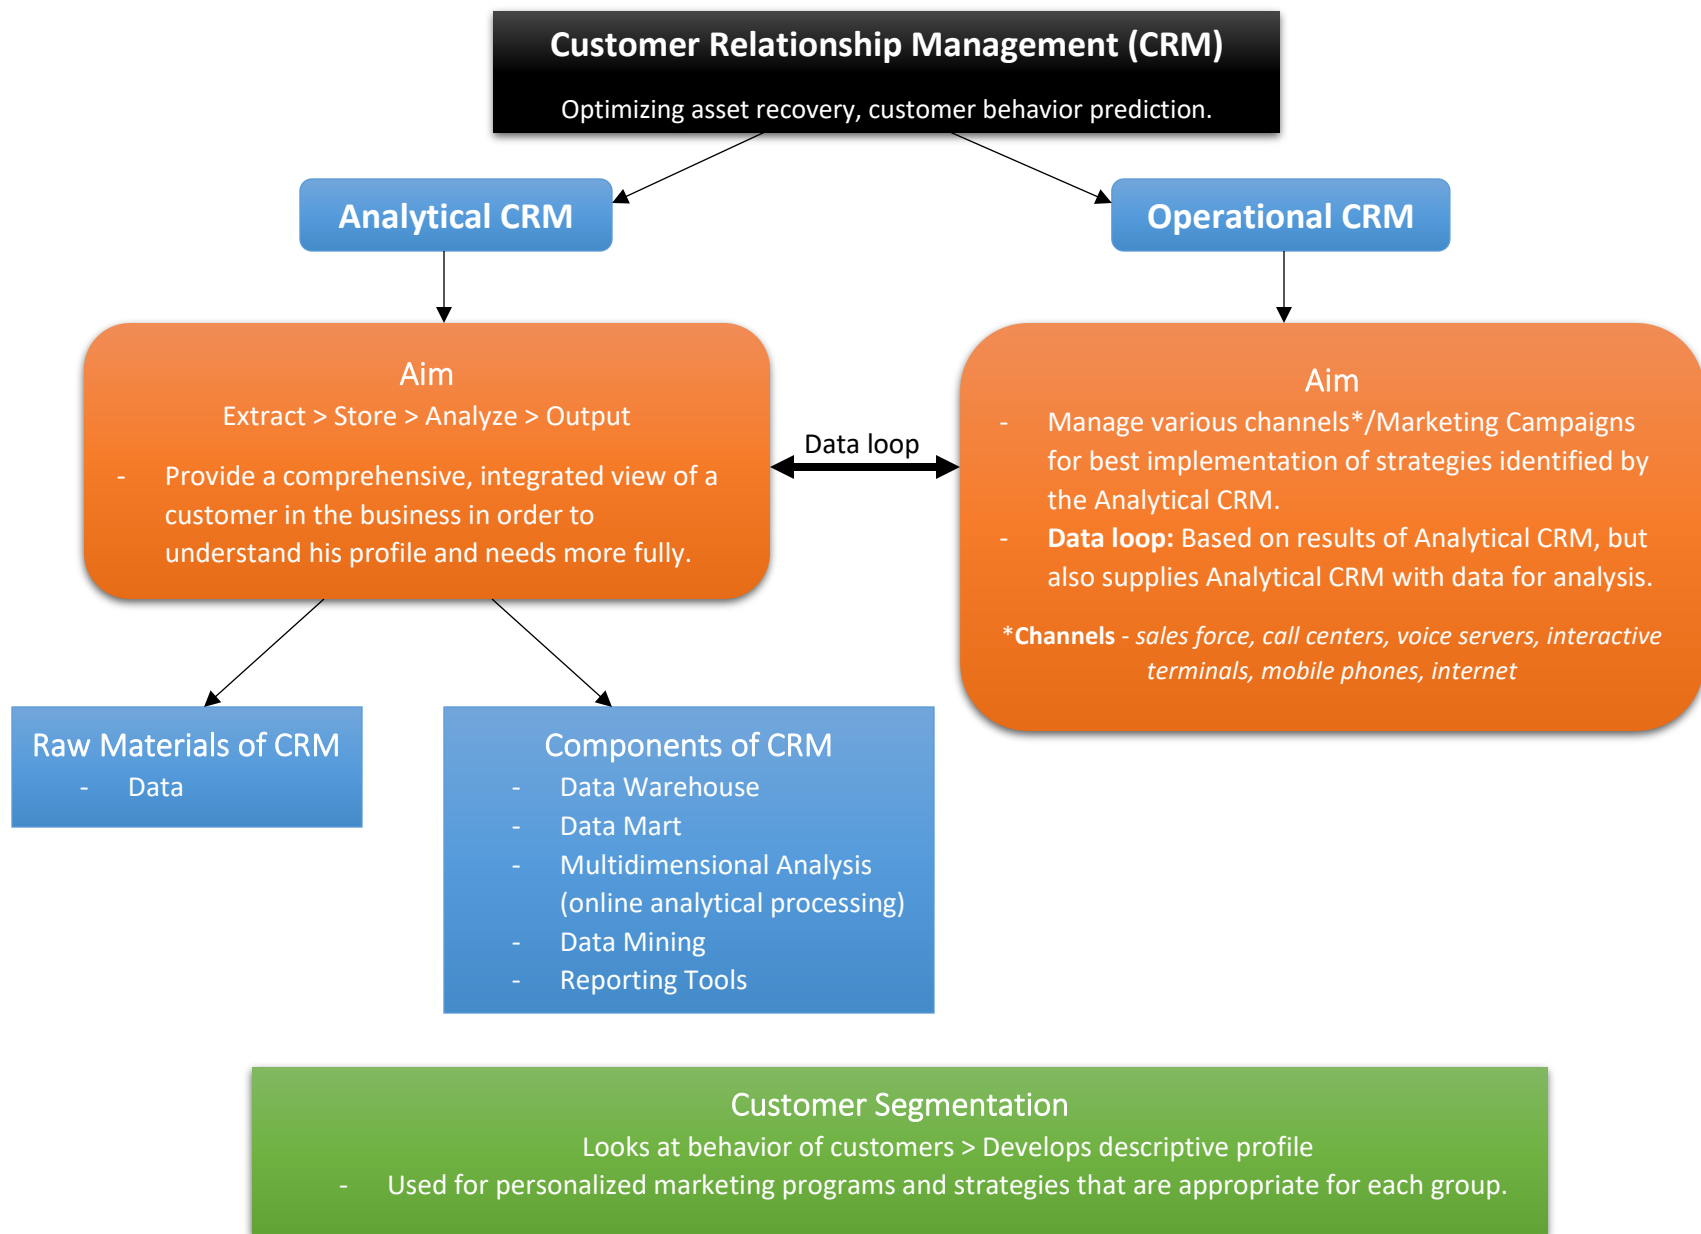 Customer Relationship Management (CRM)
Optimizing asset recovery, customer behavior prediction.
Analytical CRM
Operational CRM
Aim
Extract > Store > Analyze > Output
- Provide a comprehensive, integrated view of a
customer in the business in order to
understand his profile and needs more fully.
Data loop
Aim
- Manage various channels*/Marketing Campaigns
for best implementation of strategies identified by
the Analytical CRM.
- Data loop: Based on results of Analytical CRM, but
also supplies Analytical CRM with data for analysis.
*Channels - sales force, call centers, voice servers, interactive
terminals, mobile phones, internet
Raw Materials of CRM
- Data
Components of CRM
- Data Warehouse
- Data Mart
- Multidimensional Analysis
(online analytical processing)
- Data Mining
- Reporting Tools
Customer Segmentation
Looks at behavior of customers > Develops descriptive profile
- Used for personalized marketing programs and strategies that are appropriate for each group.